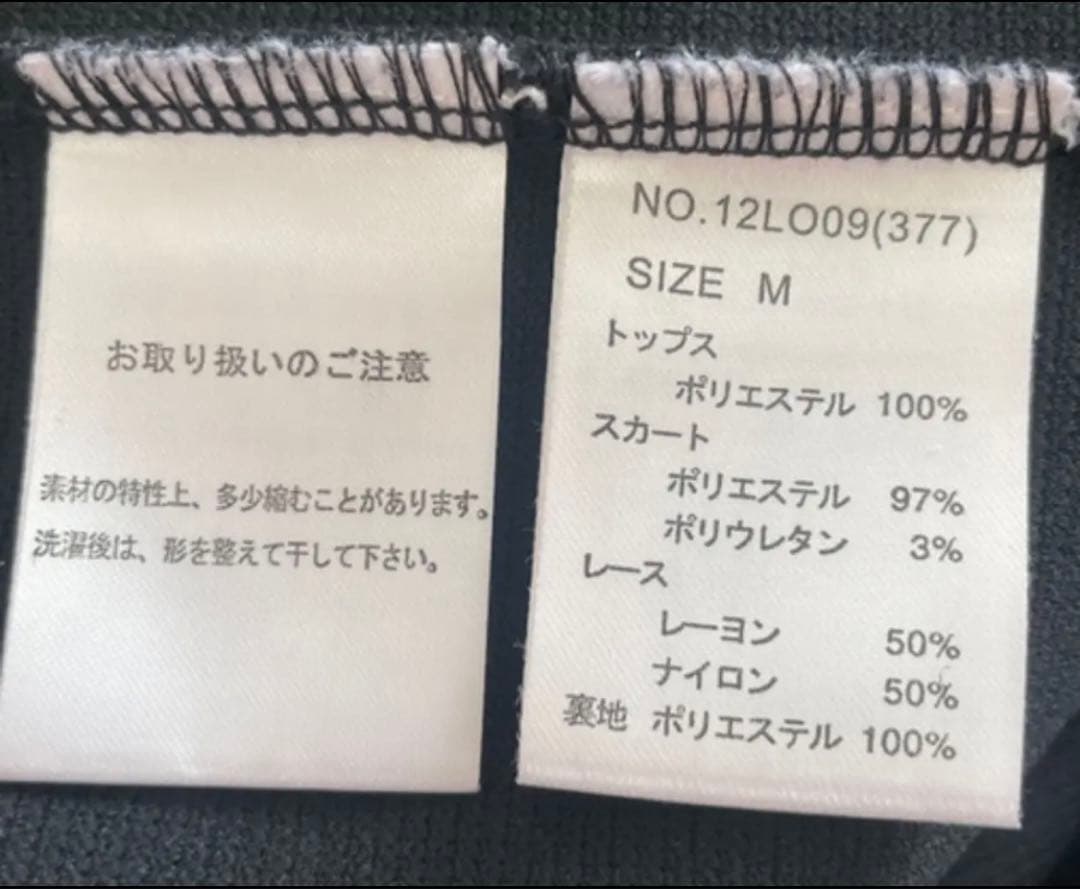 お取り扱いのご注意
素材の特性上、多少縮むことがあります。
洗濯後は、形を整えて干して下さい。
NO.12LO09(377)
SIZE M
トップス
ポリエステル 100%
スカート
ポリエステル 97%
ポリウレタン 3%
レース
レーヨン 50%
ナイロン 50%
裏地 ポリエステル 100%